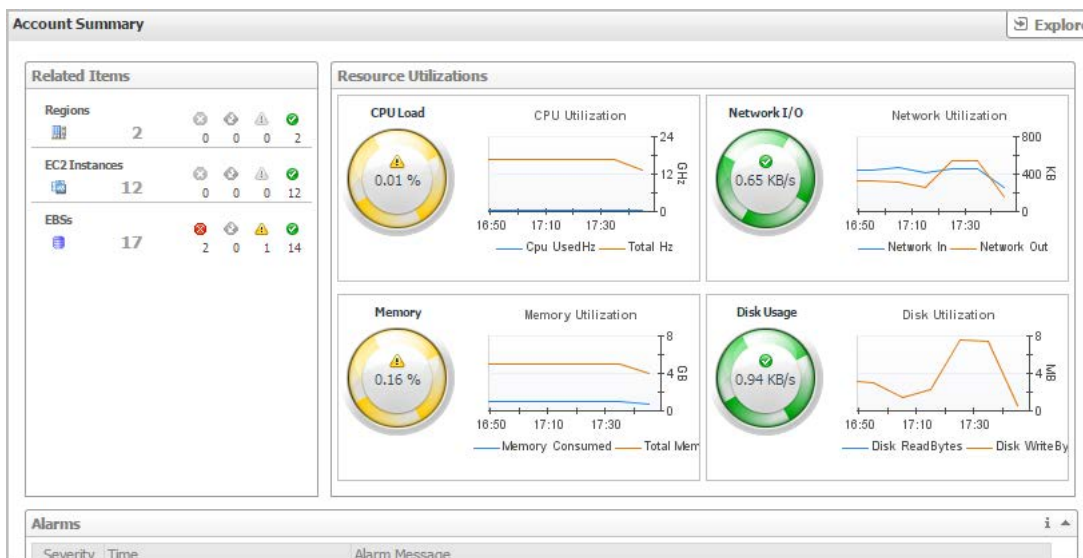 Account Summary
Explore
Related Items
Regions
2
0 0 0 2
EC2 Instances
12
0 0 0 12
EBSs
17
2 0 1 14
Resource Utilizations
CPU Load
0.01 %
CPU Utilization
24
12
0
GHz
16:50 17:10 17:30
Cpu UsedHz Total Hz
Network I/O
0.65 KB/s
Network Utilization
800
400
0
KB
16:50 17:10 17:30
Network In Network Out
Memory
0.16 %
Memory Utilization
8
4
0
GB
16:50 17:10 17:30
Memory Consumed Total Mem
Disk Usage
0.94 KB/s
Disk Utilization
8
4
0
MB
16:50 17:10 17:30
Disk ReadBytes Disk WriteBy
Alarms
i
Severity Time Alarm Message